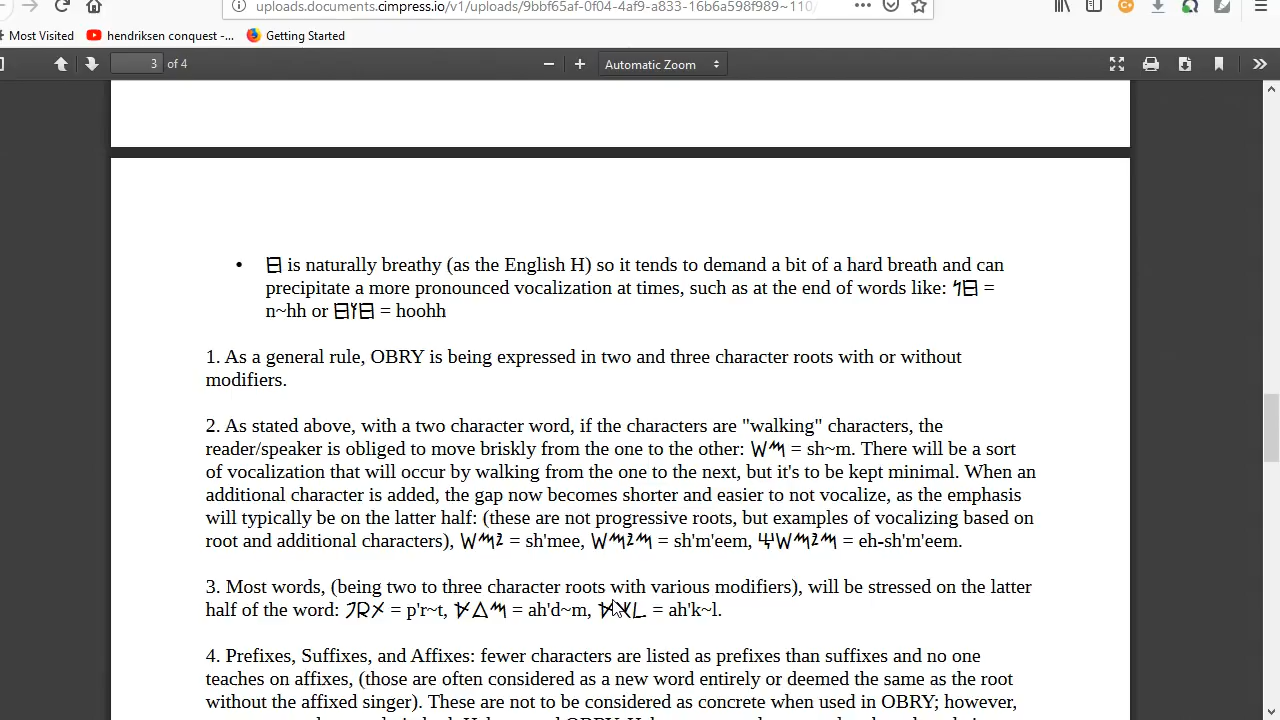 uploads.documents.cimpress.io/v1/uploads/9bbf65af-0f04-4af9-a833-16b6a598f989~110/
Most Visited hendriksen conquest -... Getting Started
3 of 4 Automatic Zoom
• 𐤇 is naturally breathy (as the English H) so it tends to demand a bit of a hard breath and can
precipitate a more pronounced vocalization at times, such as at the end of words like: 𐤍𐤇 =
n~hh or 𐤇𐤅𐤇 = hoohh
1. As a general rule, OBRY is being expressed in two and three character roots with or without
modifiers.
2. As stated above, with a two character word, if the characters are "walking" characters, the
reader/speaker is obliged to move briskly from the one to the other: 𐤔𐤌 = sh~m. There will be a sort
of vocalization that will occur by walking from the one to the next, but it's to be kept minimal. When an
additional character is added, the gap now becomes shorter and easier to not vocalize, as the emphasis
will typically be on the latter half: (these are not progressive roots, but examples of vocalizing based on
root and additional characters), 𐤔𐤌𐤉 = sh'mee, 𐤔𐤌𐤉𐤌 = sh'm'eem, 𐤄𐤔𐤌𐤉𐤌 = eh-sh'm'eem.
3. Most words, (being two to three character roots with various modifiers), will be stressed on the latter
half of the word: 𐤐𐤓𐤕 = p'r~t, 𐤀𐤃𐤌 = ah'd~m, 𐤀𐤊𐤋 = ah'k~l.
4. Prefixes, Suffixes, and Affixes: fewer characters are listed as prefixes than suffixes and no one
teaches on affixes, (those are often considered as a new word entirely or deemed the same as the root
without the affixed singer). These are not to be considered as concrete when used in OBRY; however,